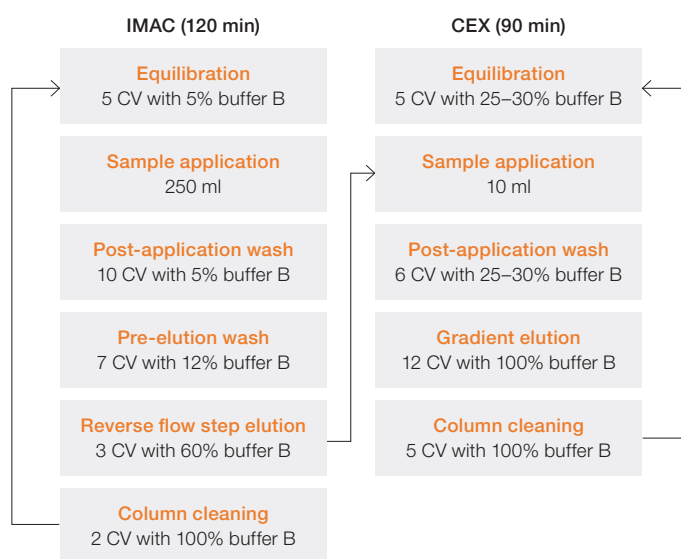 IMAC (120 min)
Equilibration
5 CV with 5% buffer B
Sample application
250 ml
Post-application wash
10 CV with 5% buffer B
Pre-elution wash
7 CV with 12% buffer B
Reverse flow step elution
3 CV with 60% buffer B
Column cleaning
2 CV with 100% buffer B
CEX (90 min)
Equilibration
5 CV with 25–30% buffer B
Sample application
10 ml
Post-application wash
6 CV with 25–30% buffer B
Gradient elution
12 CV with 100% buffer B
Column cleaning
5 CV with 100% buffer B